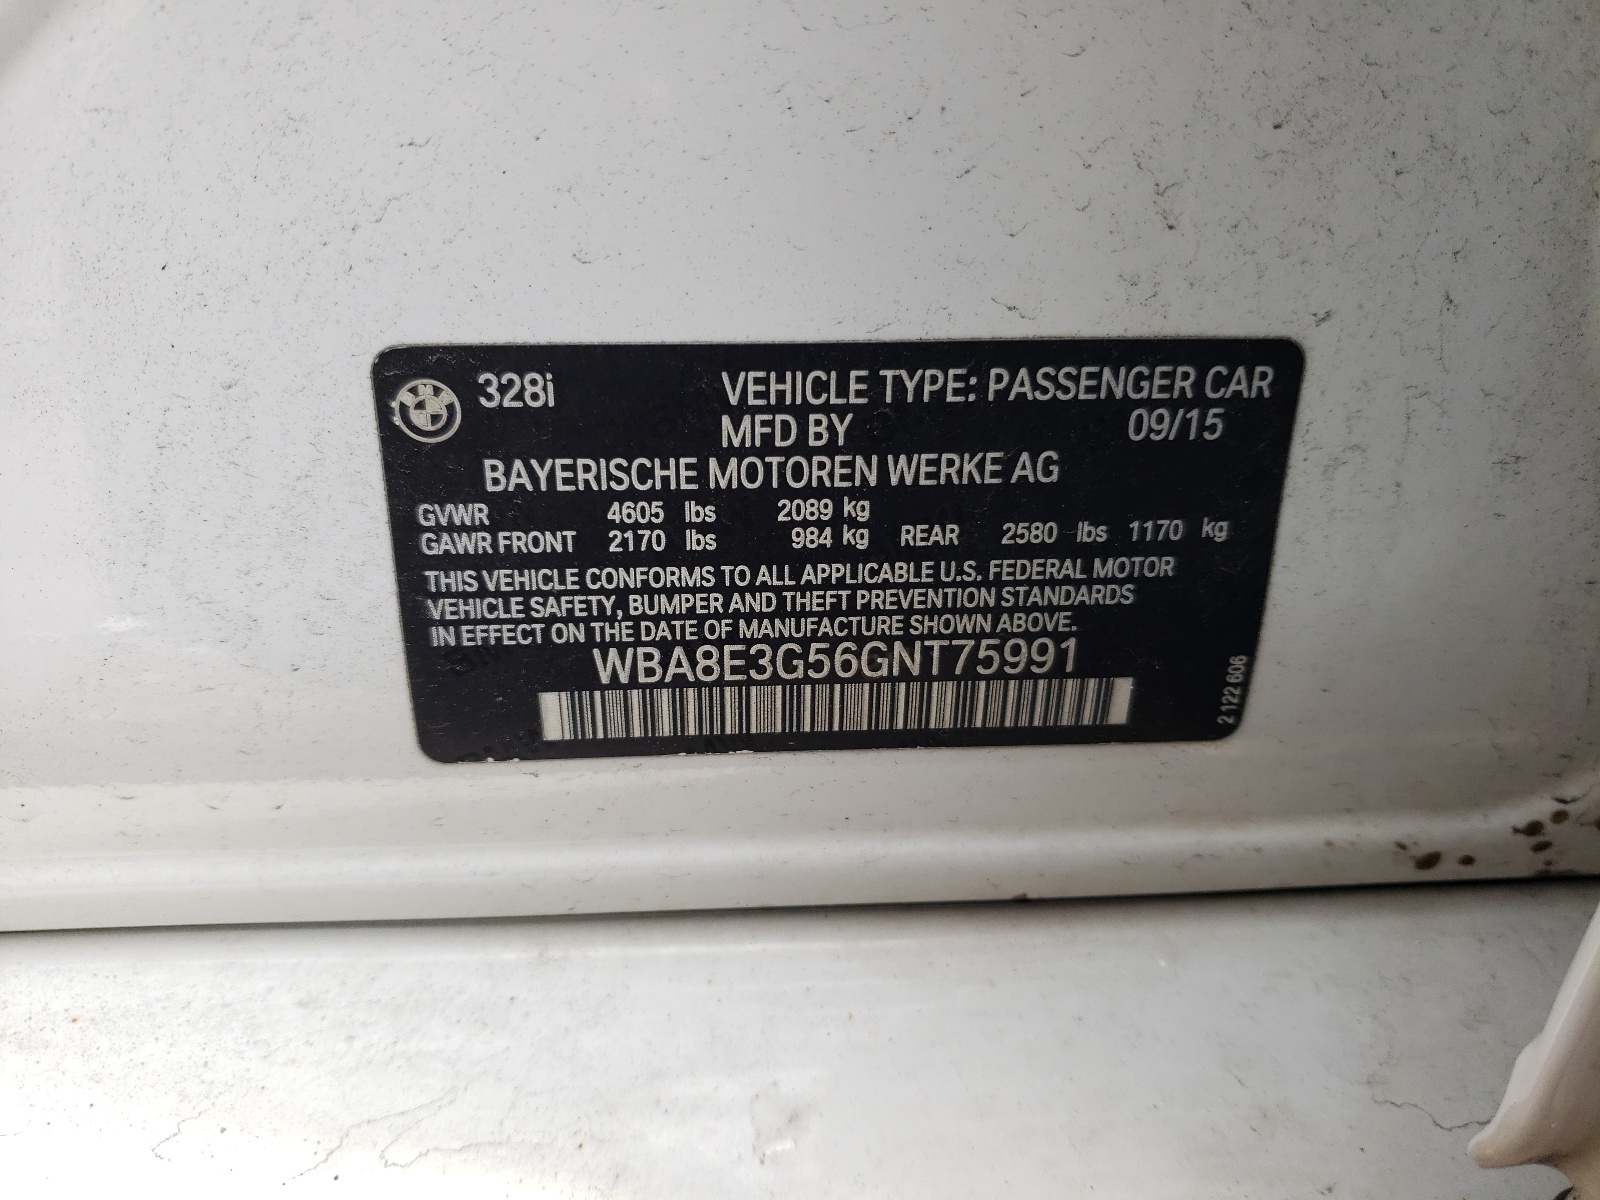 BMW 328i VEHICLE TYPE: PASSENGER CAR
MFD BY 09/15
BAYERISCHE MOTOREN WERKE AG
GVWR 4605 lbs 2089 kg
GAWR FRONT 2170 lbs 984 kg REAR 2580 lbs 1170 kg
THIS VEHICLE CONFORMS TO ALL APPLICABLE U.S. FEDERAL MOTOR
VEHICLE SAFETY, BUMPER AND THEFT PREVENTION STANDARDS
IN EFFECT ON THE DATE OF MANUFACTURE SHOWN ABOVE.
WBA8E3G56GNT75991
2 122 606